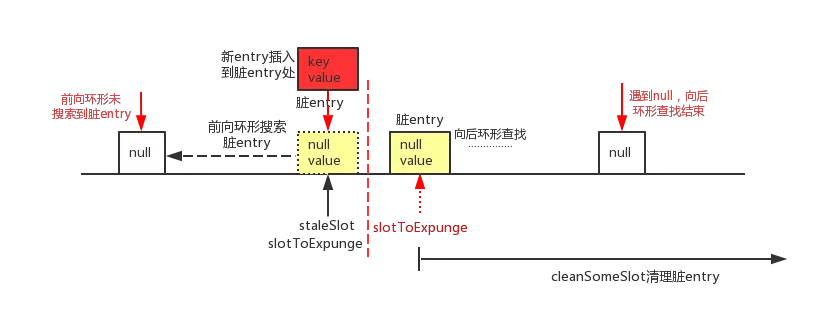 新entry插入
到脏entry处
key
value
前向环形未
搜索到脏entry
脏entry
遇到null，向后
环形查找结束
前向环形搜索
脏entry
脏entry
向后环形查找
...............
null
null
value
null
value
null
staleSlot
slotToExpunge
slotToExpunge
cleanSomeSlot清理脏entry